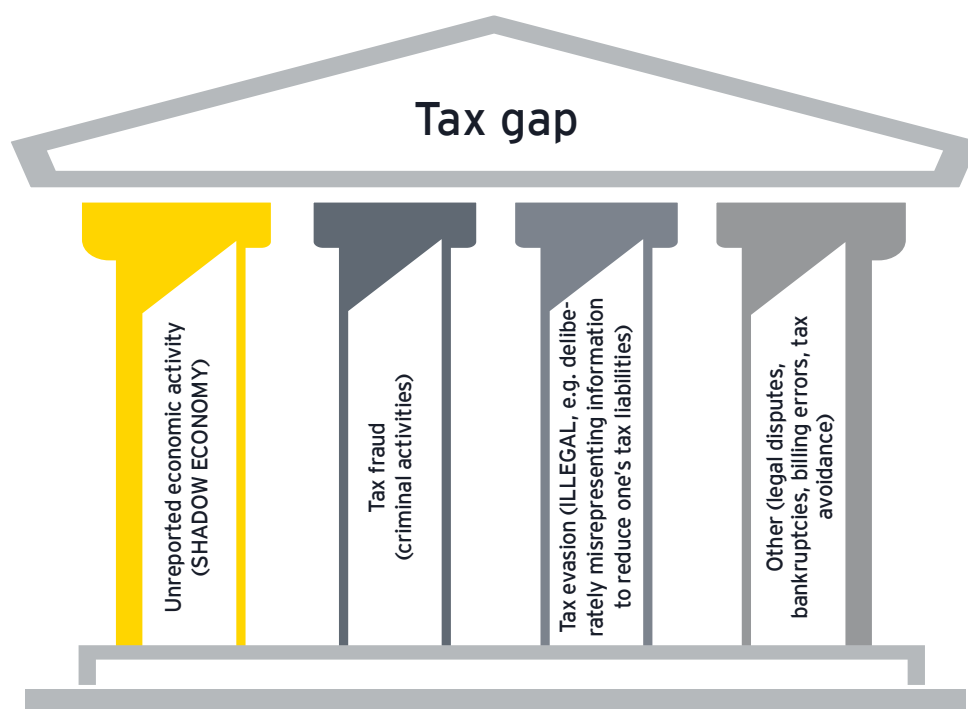 Tax gap
Unreported economic activity
(SHADOW ECONOMY)
Tax fraud
(criminal activities)
Tax evasion (ILLEGAL, e.g. delibe-
rately misrepresenting information
to reduce one's tax liabilities)
Other (legal disputes,
bankruptcies, billing errors, tax
avoidance)